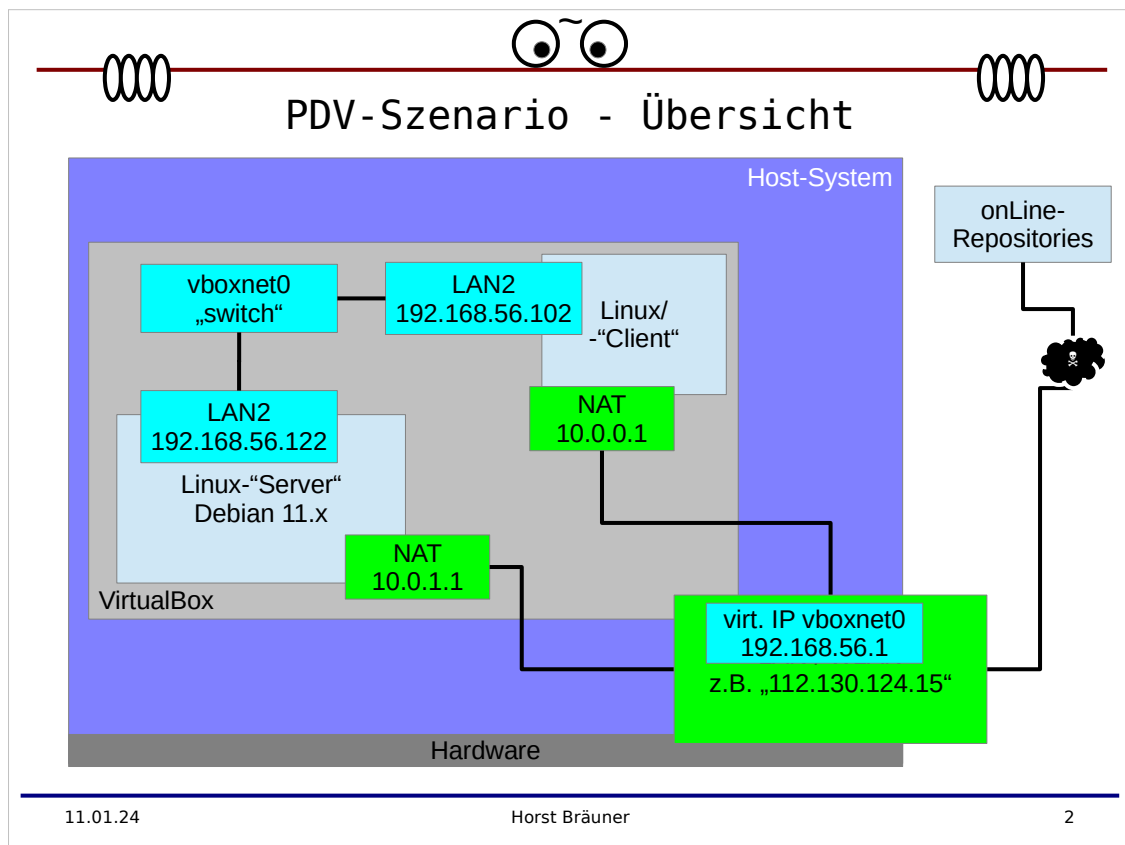 PDV-Szenario - Übersicht
Host-System
onLine-
Repositories
vboxnet0
„switch“
LAN2
192.168.56.102
Linux/
-“Client“
NAT
10.0.0.1
LAN2
192.168.56.122
Linux-“Server“
Debian 11.x
NAT
10.0.1.1
VirtualBox
virt. IP vboxnet0
192.168.56.1
z.B. „112.130.124.15“
Hardware
11.01.24
Horst Bräuner
2